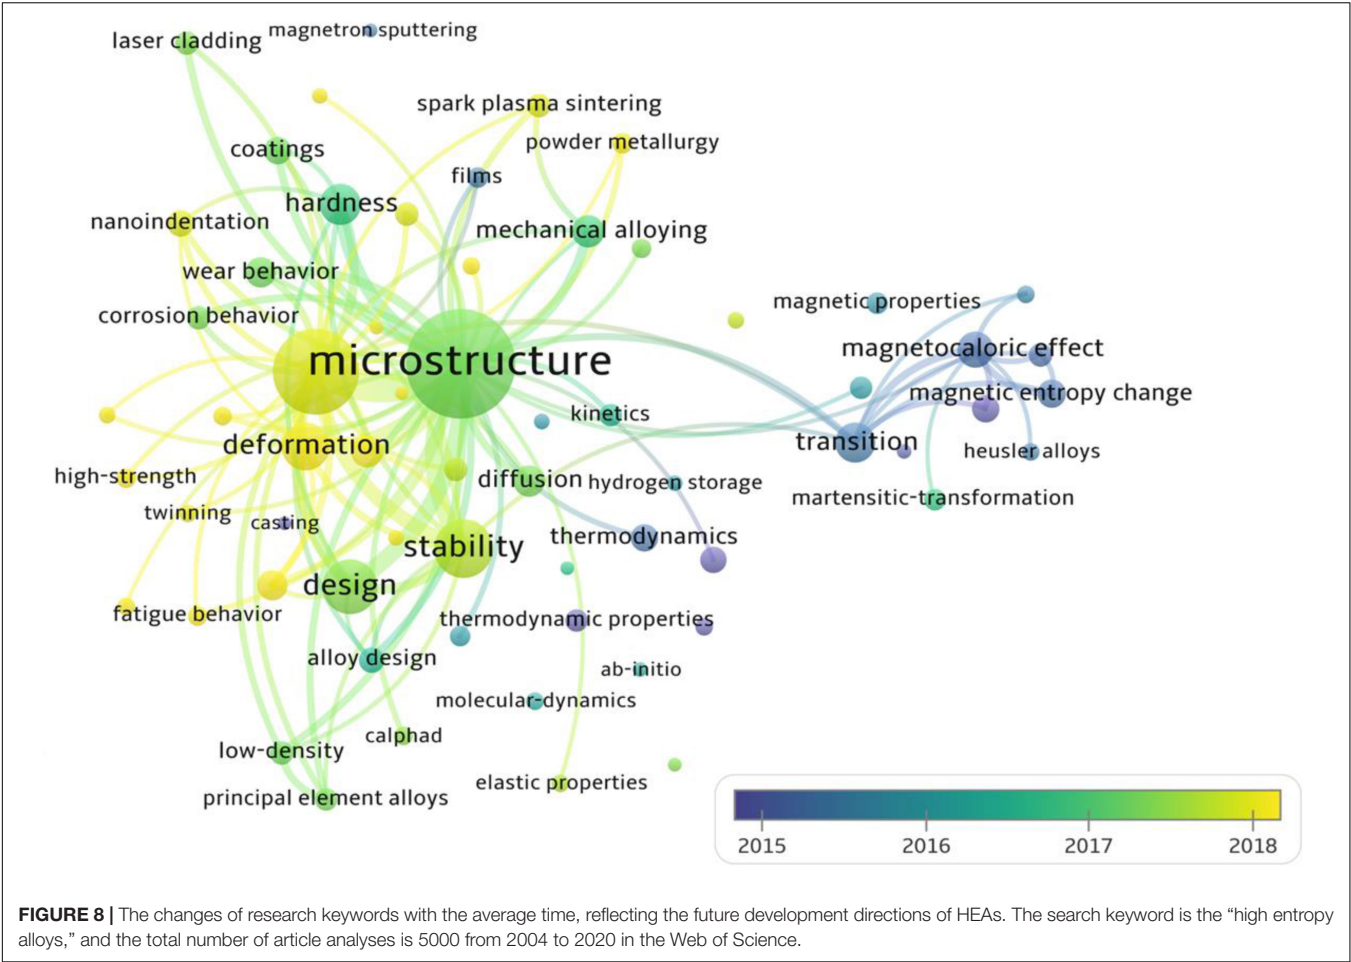 laser cladding
magnetron sputtering
spark plasma sintering
powder metallurgy
coatings
films
hardness
nanoindentation
mechanical alloying
wear behavior
corrosion behavior
magnetic properties
microstructure
magnetocaloric effect
magnetic entropy change
kinetics
deformation
transition
heusler alloys
high-strength
diffusion
hydrogen storage
martensitic-transformation
twinning
casting
stability
thermodynamics
design
fatigue behavior
thermodynamic properties
alloy design
ab-initio
molecular-dynamics
calphad
low-density
elastic properties
principal element alloys
2015
2016
2017
2018
FIGURE 8 | The changes of research keywords with the average time, reflecting the future development directions of HEAs. The search keyword is the “high entropy
alloys,” and the total number of article analyses is 5000 from 2004 to 2020 in the Web of Science.